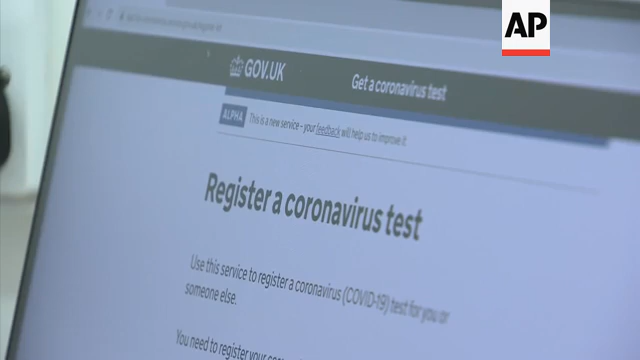 AP
GOV.UK
Get a coronavirus test
ALPHA
This is a new service – your feedback will help us to improve it
Register a coronavirus test
Use this service to register a coronavirus (COVID-19) test for you or
someone else.
You need to register your